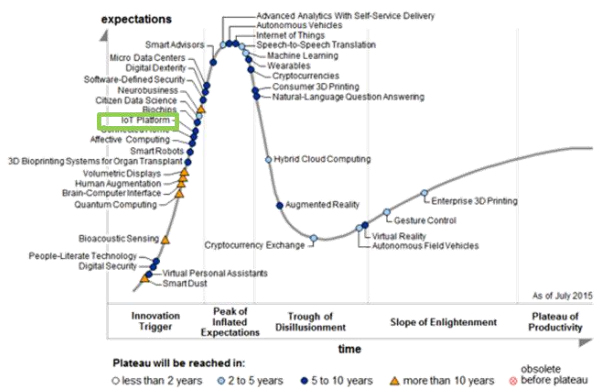 expectations
Advanced Analytics With Self-Service Delivery
Autonomous Vehicles
Internet of Things
Smart Advisors
Speech-to-Speech Translation
Micro Data Centers
Machine Learning
Digital Dexterity
Wearables
Software-Defined Security
Cryptocurrencies
Neurobusiness
Consumer 3D Printing
Citizen Data Science
Natural-Language Question Answering
Biochips
IoT Platform
Affective Computing
Smart Robots
3D Bioprinting Systems for Organ Transplant
Hybrid Cloud Computing
Volumetric Displays
Human Augmentation
Brain-Computer Interface
Quantum Computing
Augmented Reality
Enterprise 3D Printing
Gesture Control
Bioacoustic Sensing
Virtual Reality
Cryptocurrency Exchange
Autonomous Field Vehicles
People-Literate Technology
Digital Security
Virtual Personal Assistants
Smart Dust
As of July 2015
Innovation Trigger
Peak of Inflated Expectations
Trough of Disillusionment
Slope of Enlightenment
Plateau of Productivity
time
Plateau will be reached in:
less than 2 years
2 to 5 years
5 to 10 years
more than 10 years
obsolete before plateau